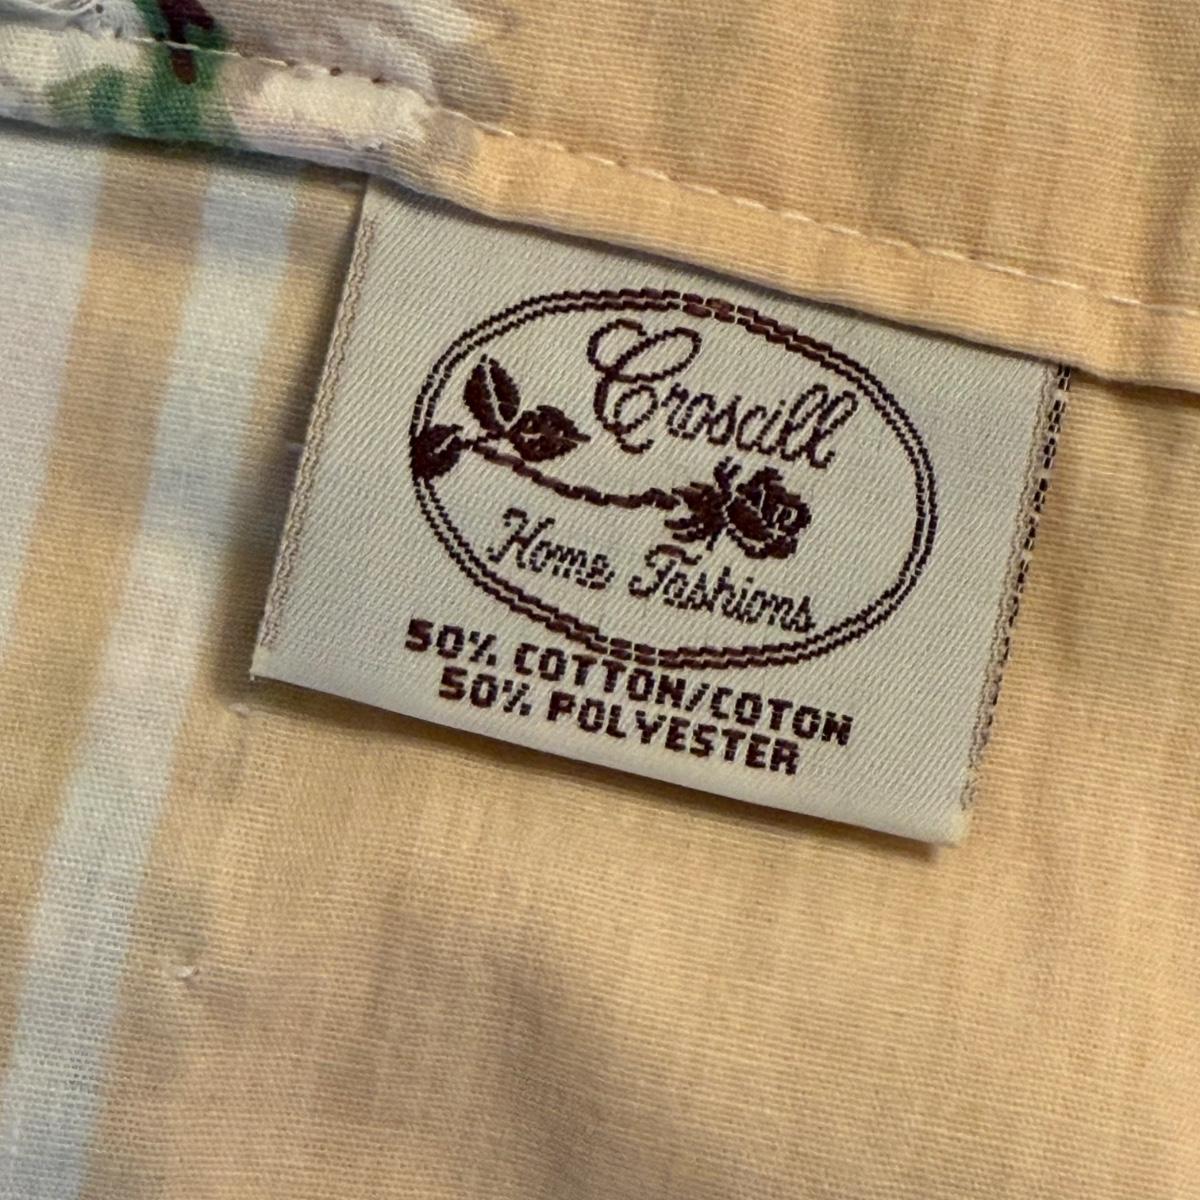 Croscill
Home Fashions
50% COTTON/COTON
50% POLYESTER